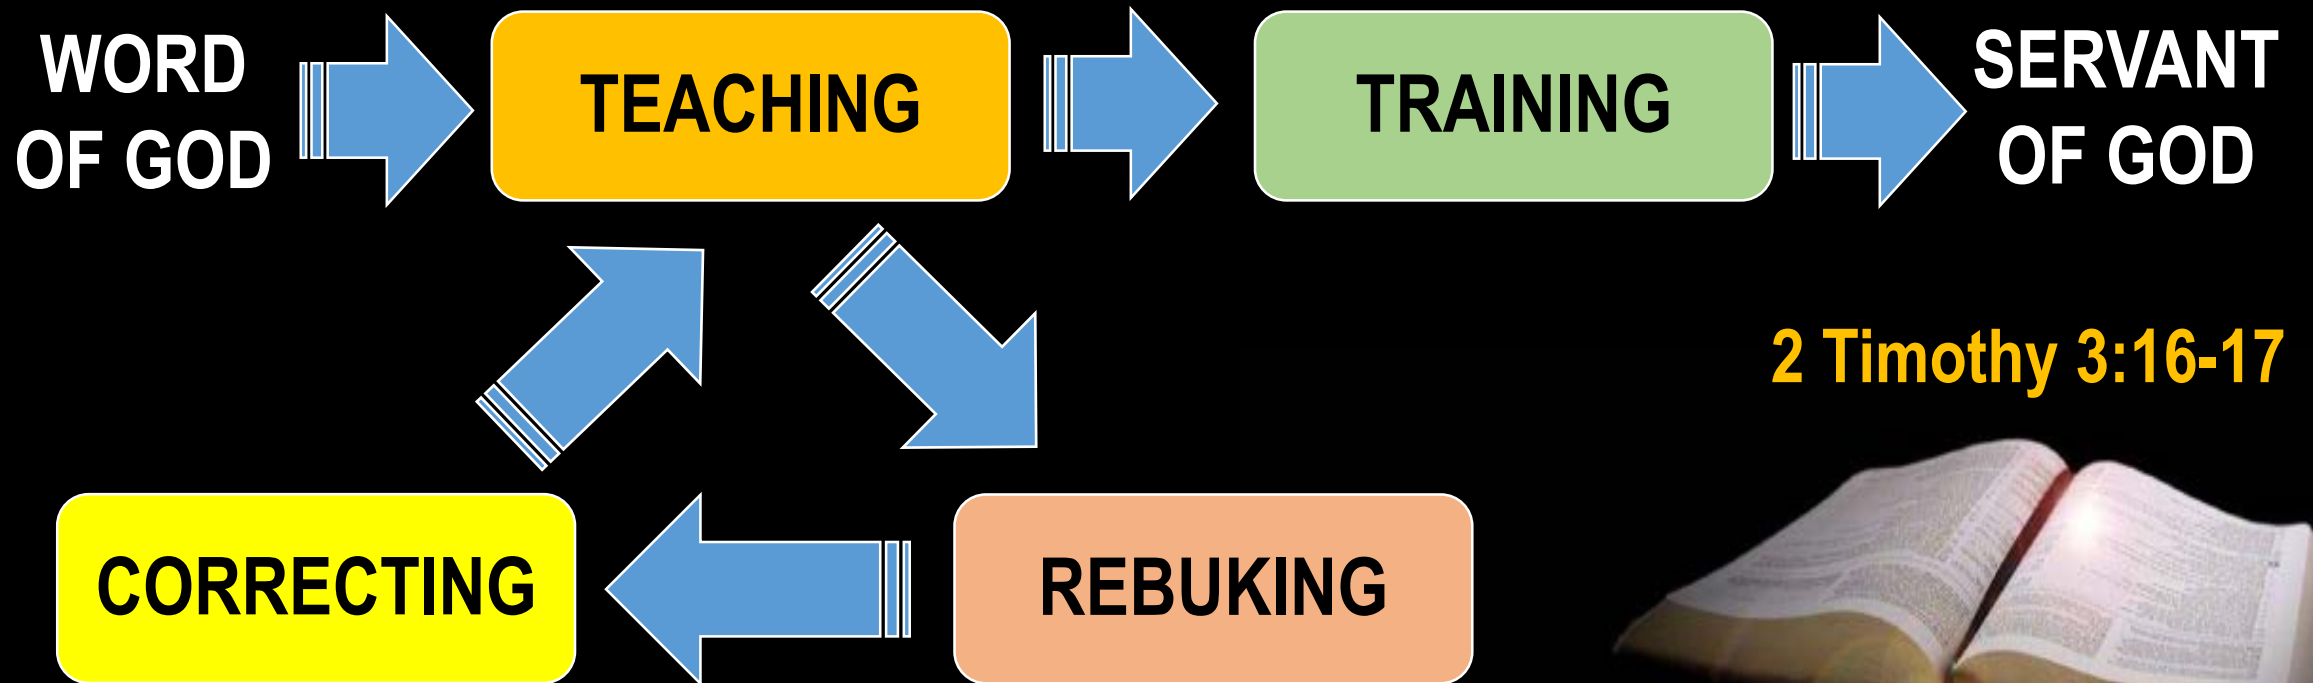 WORD
OF GOD
TEACHING
TRAINING
SERVANT
OF GOD
2 Timothy 3:16-17
CORRECTING
REBUKING